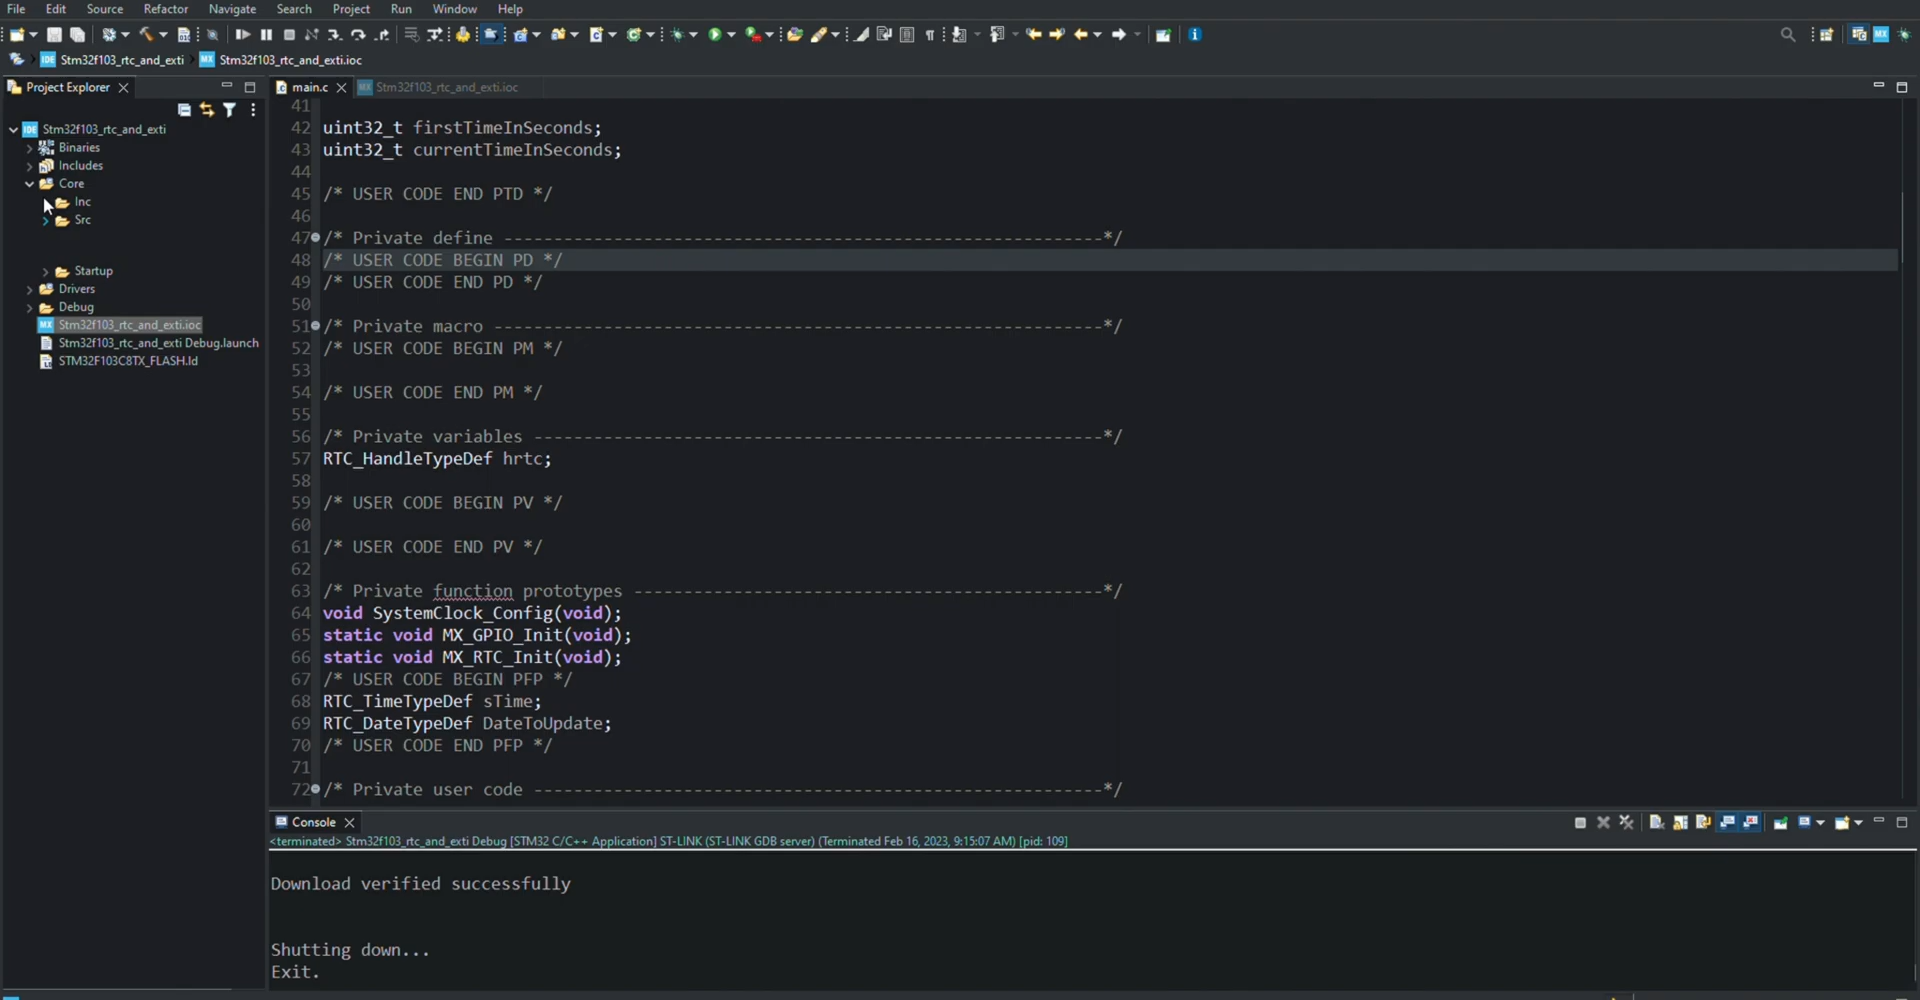 File Edit Source Refactor Navigate Search Project Run Window Help
IDE Stm32f103_rtc_and_exti MX Stm32f103_rtc_and_exti.ioc
Project Explorer
main.c
MX Stm32f103_rtc_and_exti.ioc
IDE Stm32f103_rtc_and_exti
Binaries
Includes
Core
Inc
Src
Startup
Drivers
Debug
MX Stm32f103_rtc_and_exti.ioc
Stm32f103_rtc_and_exti Debug.launch
STM32F103C8TX_FLASH.ld
41
42 uint32_t firstTimeInSeconds;
43 uint32_t currentTimeInSeconds;
44
45 /* USER CODE END PTD */
46
47 /* Private define ------------------------------------------------------------*/
48 /* USER CODE BEGIN PD */
49 /* USER CODE END PD */
50
51 /* Private macro -------------------------------------------------------------*/
52 /* USER CODE BEGIN PM */
53
54 /* USER CODE END PM */
55
56 /* Private variables ---------------------------------------------------------*/
57 RTC_HandleTypeDef hrtc;
58
59 /* USER CODE BEGIN PV */
60
61 /* USER CODE END PV */
62
63 /* Private function prototypes -----------------------------------------------*/
64 void SystemClock_Config(void);
65 static void MX_GPIO_Init(void);
66 static void MX_RTC_Init(void);
67 /* USER CODE BEGIN PFP */
68 RTC_TimeTypeDef sTime;
69 RTC_DateTypeDef DateToUpdate;
70 /* USER CODE END PFP */
71
72 /* Private user code ---------------------------------------------------------*/
Console
<terminated> Stm32f103_rtc_and_exti Debug [STM32 C/C++ Application] ST-LINK (ST-LINK GDB server) (Terminated Feb 16, 2023, 9:15:07 AM) [pid: 109]
Download verified successfully
Shutting down...
Exit.